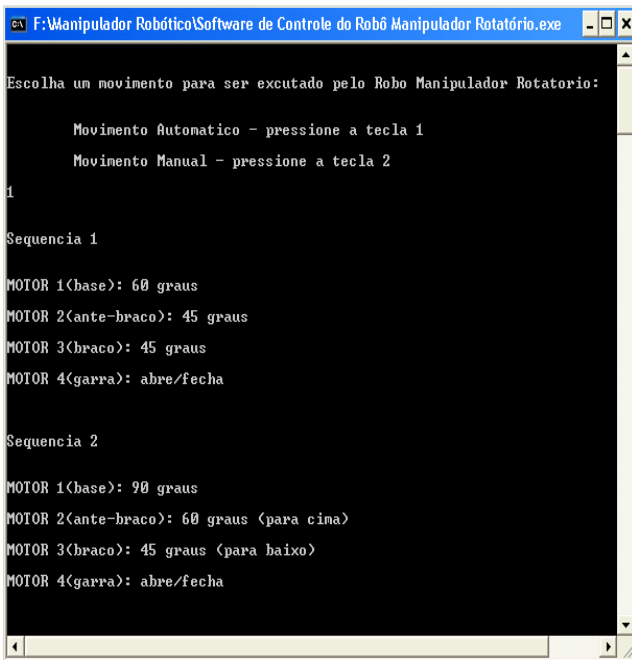 F:\Manipulador Robótico\Software de Controle do Robô Manipulador Rotatório.exe
Escolha um movimento para ser excutado pelo Robo Manipulador Rotatorio:
Movimento Automatico - pressione a tecla 1
Movimento Manual - pressione a tecla 2
1
Sequencia 1
MOTOR 1(base): 60 graus
MOTOR 2(ante-braco): 45 graus
MOTOR 3(braco): 45 graus
MOTOR 4(garra): abre/fecha
Sequencia 2
MOTOR 1(base): 90 graus
MOTOR 2(ante-braco): 60 graus (para cima)
MOTOR 3(braco): 45 graus (para baixo)
MOTOR 4(garra): abre/fecha